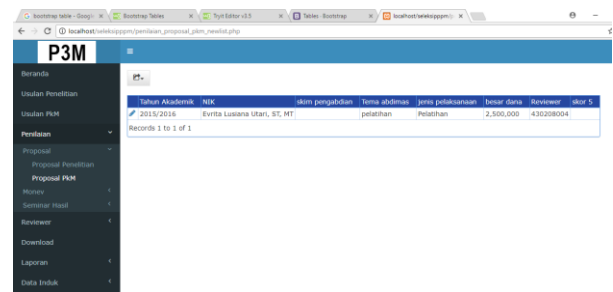 bootstrap table - Googl
Bootstrap Tables
Tryit Editor v3.5
Tables · Bootstrap
localhost/seleksipppm/p
localhost/seleksipppm/penilaian_proposal_pkm_newlist.php
P3M
Beranda
Usulan Penelitian
Usulan PkM
Penilaian
Proposal
Proposal Penelitian
Proposal PkM
Monev
Seminar Hasil
Reviewer
Download
Laporan
Data Induk
Tahun Akademik NIK skim pengabdian Tema abdimas jenis pelaksanaan besar dana Reviewer skor 5
2015/2016 Evrita Lusiana Utari, ST, MT pelatihan Pelatihan 2,500,000 430208004
Records 1 to 1 of 1